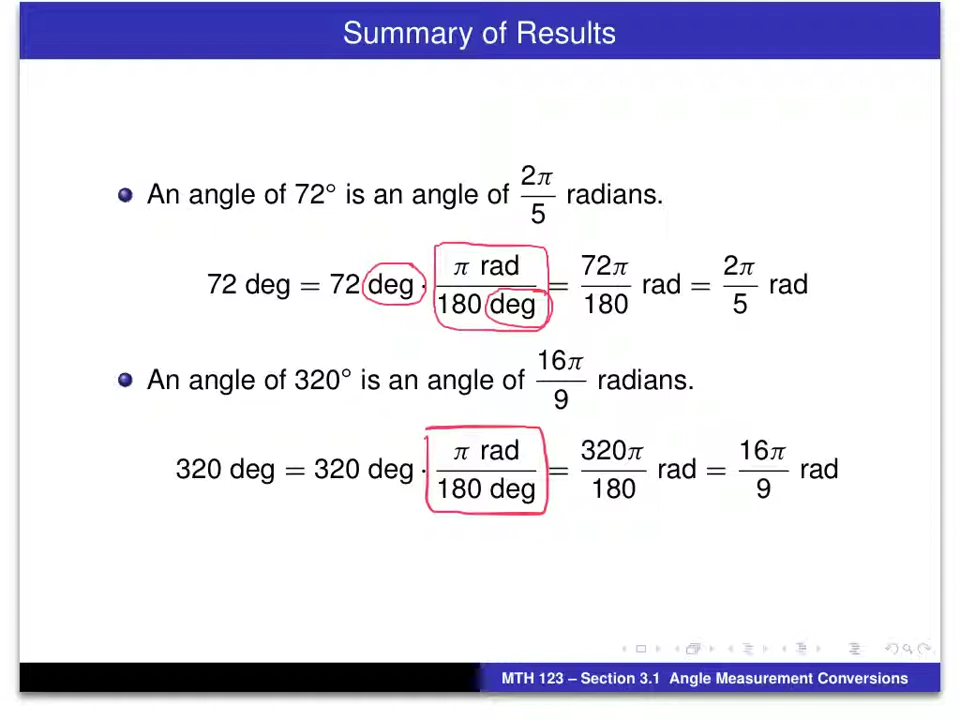 Summary of Results
An angle of 72° is an angle of 2π/5 radians.
72 deg = 72 deg · π rad/180 deg = 72π/180 rad = 2π/5 rad
An angle of 320° is an angle of 16π/9 radians.
320 deg = 320 deg · π rad/180 deg = 320π/180 rad = 16π/9 rad
MTH 123 – Section 3.1 Angle Measurement Conversions